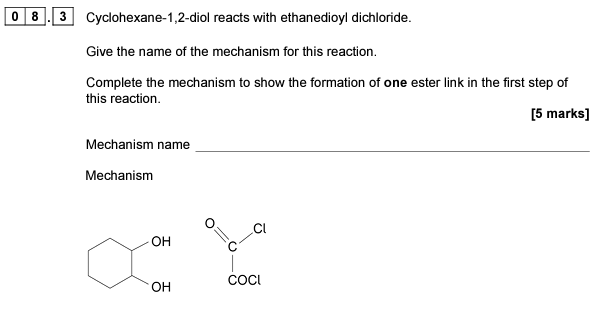 0 8 . 3 Cyclohexane-1,2-diol reacts with ethanedioyl dichloride.
Give the name of the mechanism for this reaction.
Complete the mechanism to show the formation of one ester link in the first step of
this reaction.
[5 marks]
Mechanism name
Mechanism
O
Cl
OH
C
OH
COCl